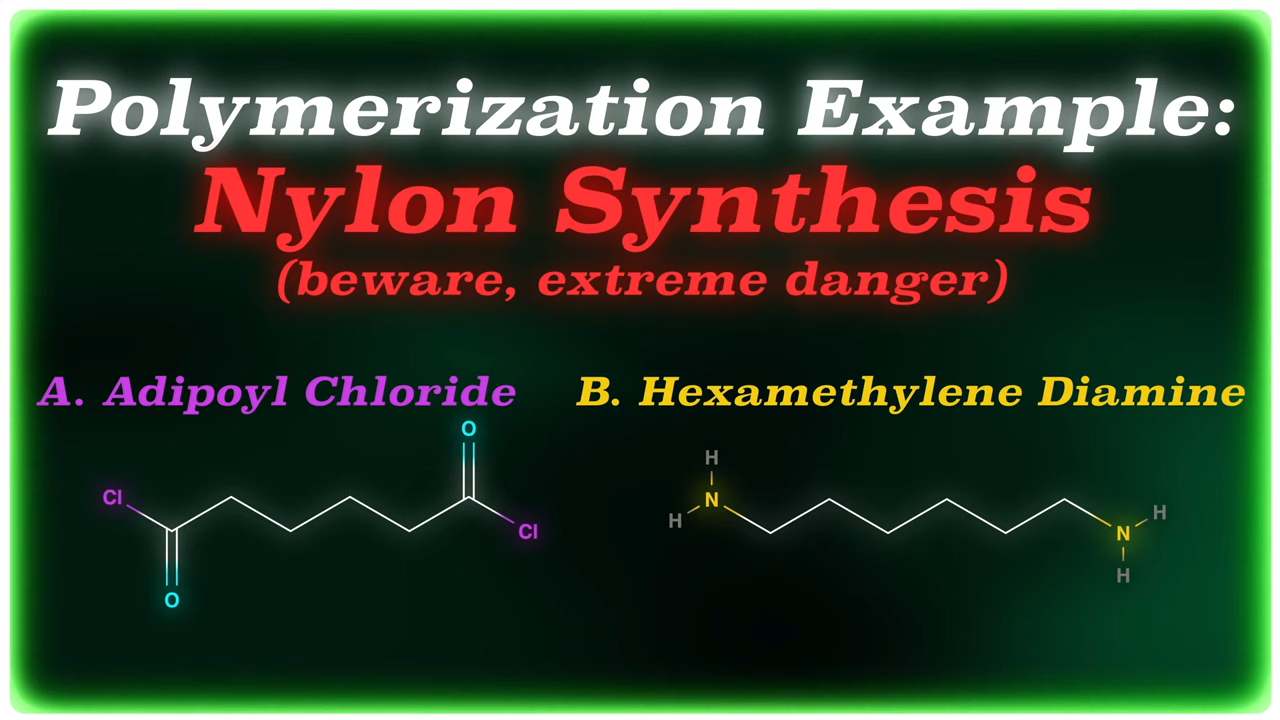 Polymerization Example:
Nylon Synthesis
(beware, extreme danger)
A. Adipoyl Chloride
B. Hexamethylene Diamine
O
Cl
Cl
O
H
N
H
H
N
H